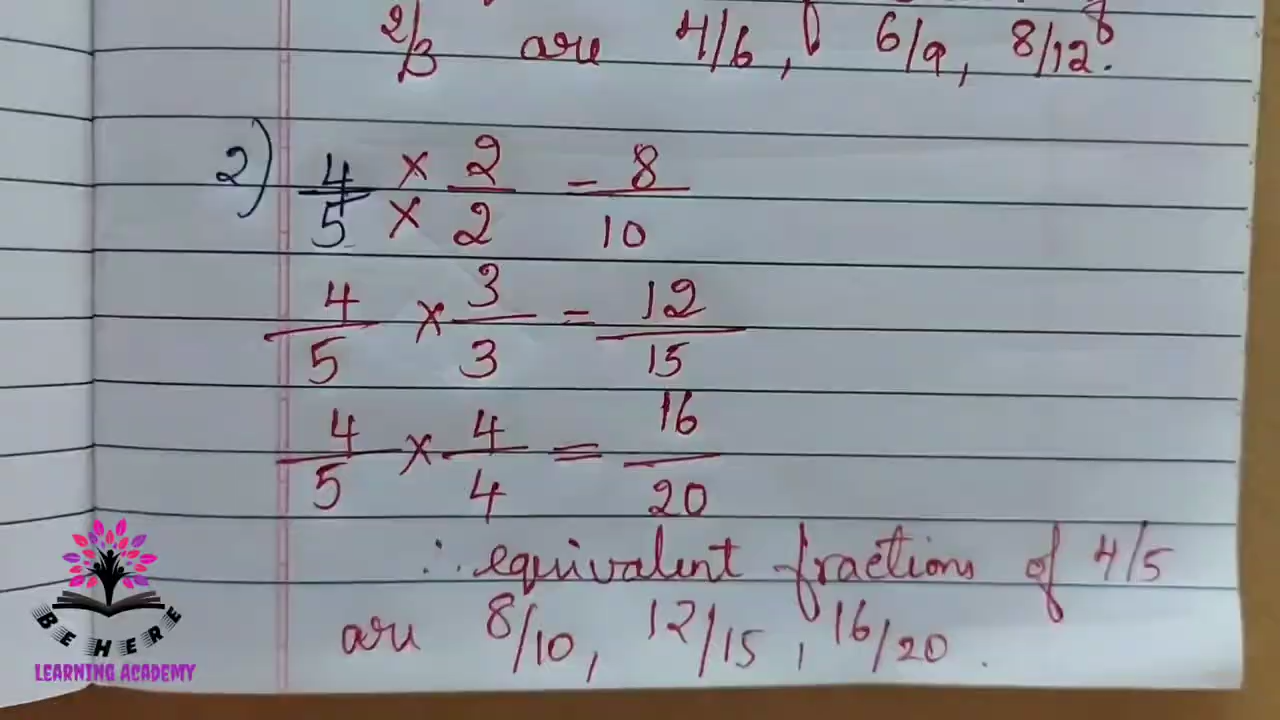 2/3 are 4/6, 6/9, 8/12.
2) 4/5 × 2/2 = 8/10
4/5 × 3/3 = 12/15
4/5 × 4/4 = 16/20
∴ equivalent fractions of 4/5
are 8/10, 12/15, 16/20.
BEHERE
LEARNING ACADEMY